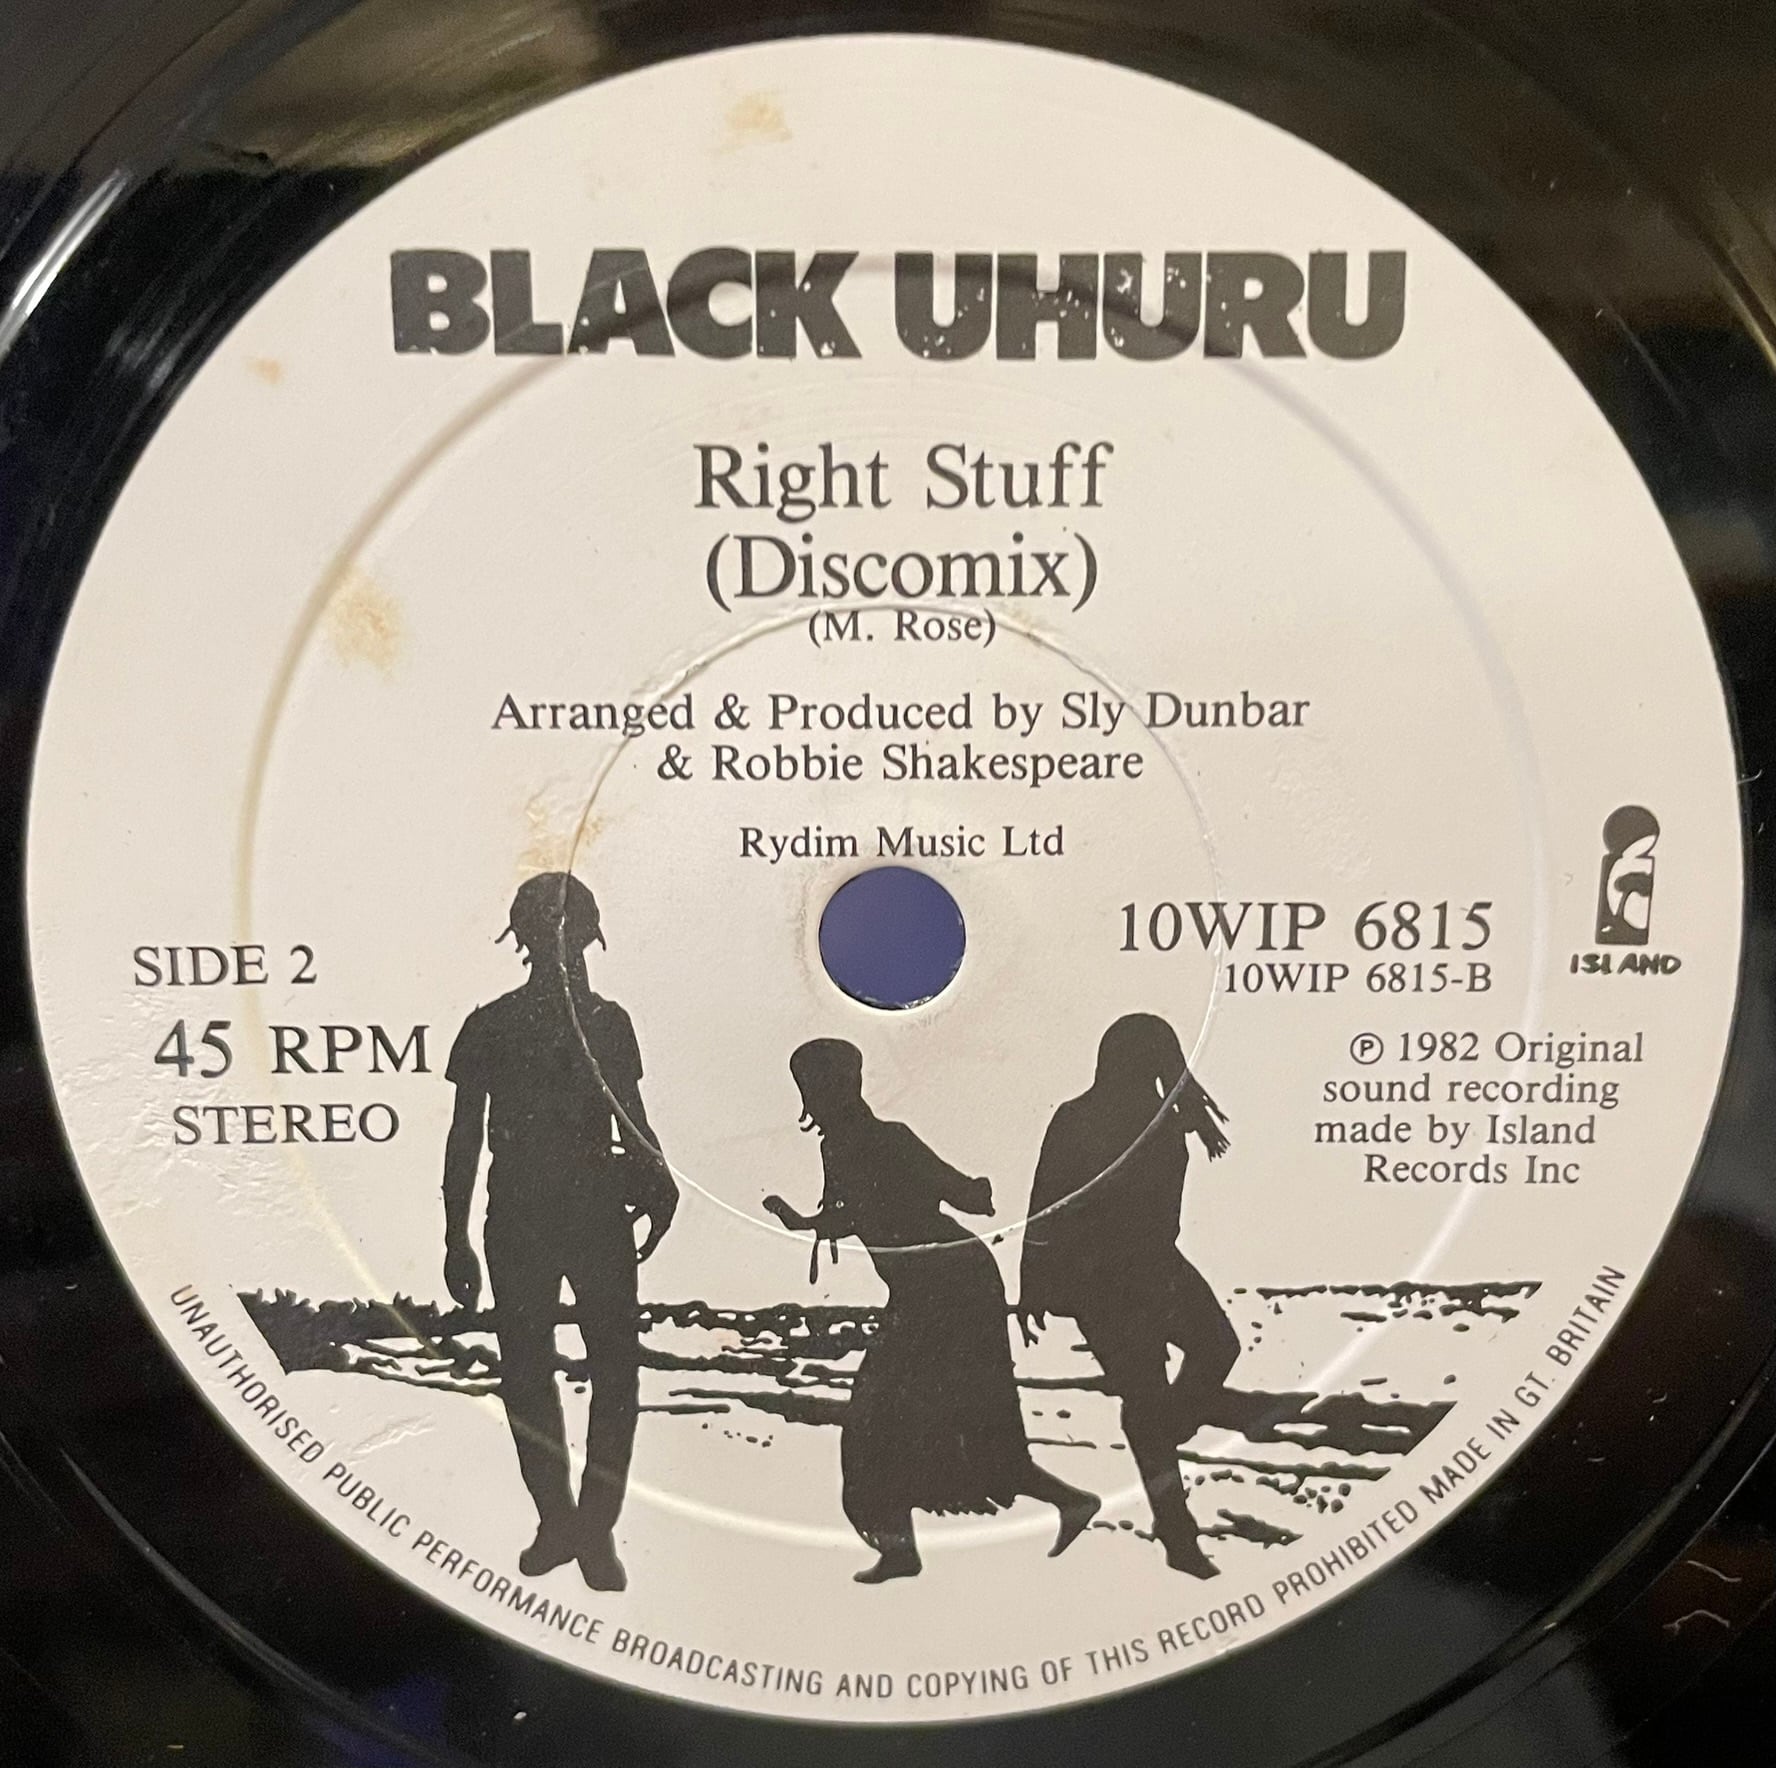 BLACK UHURU
Right Stuff
(Discomix)
(M. Rose)
Arranged & Produced by Sly Dunbar
& Robbie Shakespeare
Rydim Music Ltd
SIDE 2
45 RPM
STEREO
10WIP 6815
10WIP 6815-B
ISLAND
℗ 1982 Original
sound recording
made by Island
Records Inc
UNAUTHORISED PUBLIC PERFORMANCE BROADCASTING AND COPYING OF THIS RECORD PROHIBITED MADE IN GT. BRITAIN